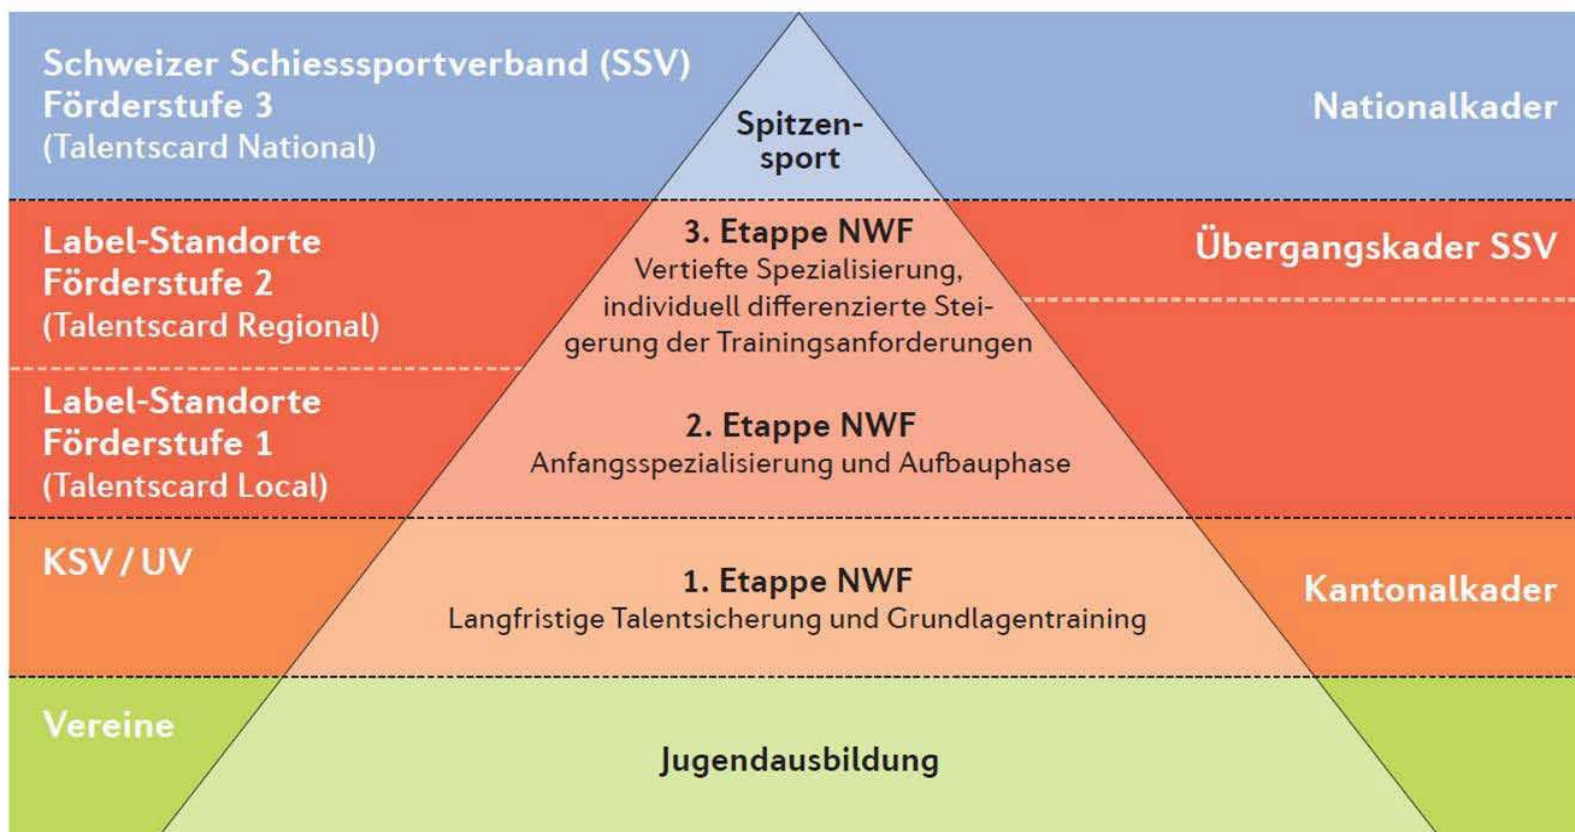 Schweizer Schiesssportverband (SSV)
Förderstufe 3
(Talentscard National)
Spitzen-
sport
Nationalkader
Label-Standorte
Förderstufe 2
(Talentscard Regional)
3. Etappe NWF
Vertiefte Spezialisierung,
individuell differenzierte Stei-
gerung der Trainingsanforderungen
Übergangskader SSV
Label-Standorte
Förderstufe 1
(Talentscard Local)
2. Etappe NWF
Anfangsspezialisierung und Aufbauphase
KSV / UV
1. Etappe NWF
Langfristige Talentsicherung und Grundlagentraining
Kantonalkader
Vereine
Jugendausbildung